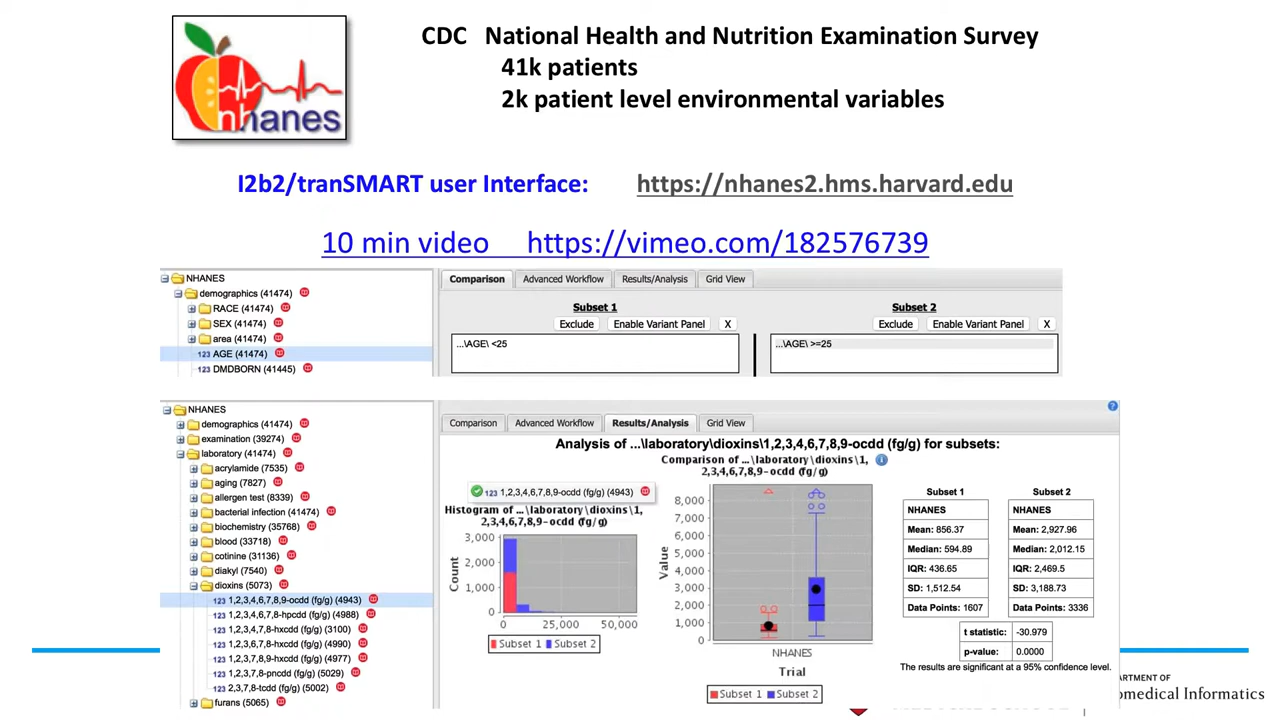 nhanes
CDC National Health and Nutrition Examination Survey
41k patients
2k patient level environmental variables
I2b2/tranSMART user Interface: https://nhanes2.hms.harvard.edu
10 min video https://vimeo.com/182576739
NHANES
demographics (41474)
RACE (41474)
SEX (41474)
area (41474)
123 AGE (41474)
123 DMDBORN (41445)
Comparison Advanced Workflow Results/Analysis Grid View
Subset 1
Exclude Enable Variant Panel X
...\AGE\ <25
Subset 2
Exclude Enable Variant Panel X
...\AGE\ >=25
NHANES
demographics (41474)
examination (39274)
laboratory (41474)
acrylamide (7535)
aging (7827)
allergen test (8339)
bacterial infection (41474)
biochemistry (35768)
blood (33718)
cotinine (31136)
diakyl (7540)
dioxins (5073)
123 1,2,3,4,6,7,8,9-ocdd (fg/g) (4943)
123 1,2,3,4,6,7,8-hpcdd (fg/g) (4988)
123 1,2,3,4,7,8-hxcdd (fg/g) (3100)
123 1,2,3,6,7,8-hxcdd (fg/g) (4990)
123 1,2,3,7,8,9-hxcdd (fg/g) (4977)
123 1,2,3,7,8-pncdd (fg/g) (5029)
123 2,3,7,8-tcdd (fg/g) (5002)
furans (5065)
Comparison Advanced Workflow Results/Analysis Grid View
?
Analysis of ...\laboratory\dioxins\1,2,3,4,6,7,8,9-ocdd (fg/g) for subsets:
123 1,2,3,4,6,7,8,9-ocdd (fg/g) (4943)
Histogram of ...\laboratory\dioxins\1,
2,3,4,6,7,8,9-ocdd (fg/g)
Count
3,000
2,000
1,000
0
0 25,000 50,000
Subset 1 Subset 2
Comparison of ...\laboratory\dioxins\1,
2,3,4,6,7,8,9-ocdd (fg/g)
Value
8,000
7,000
6,000
5,000
4,000
3,000
2,000
1,000
0
NHANES
Trial
Subset 1 Subset 2
Subset 1
NHANES
Mean: 856.37
Median: 594.89
IQR: 436.65
SD: 1,512.54
Data Points: 1607
Subset 2
NHANES
Mean: 2,927.96
Median: 2,012.15
IQR: 2,469.5
SD: 3,188.73
Data Points: 3336
t statistic: -30.979
p-value: 0.0000
The results are significant at a 95% confidence level.
ARTMENT OF
omedical Informatics